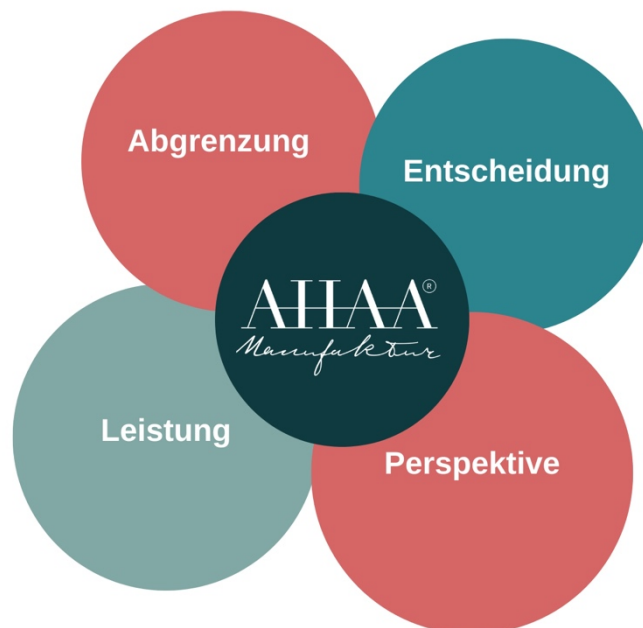 Abgrenzung
Entscheidung
AHAA®
Manufaktur
Leistung
Perspektive